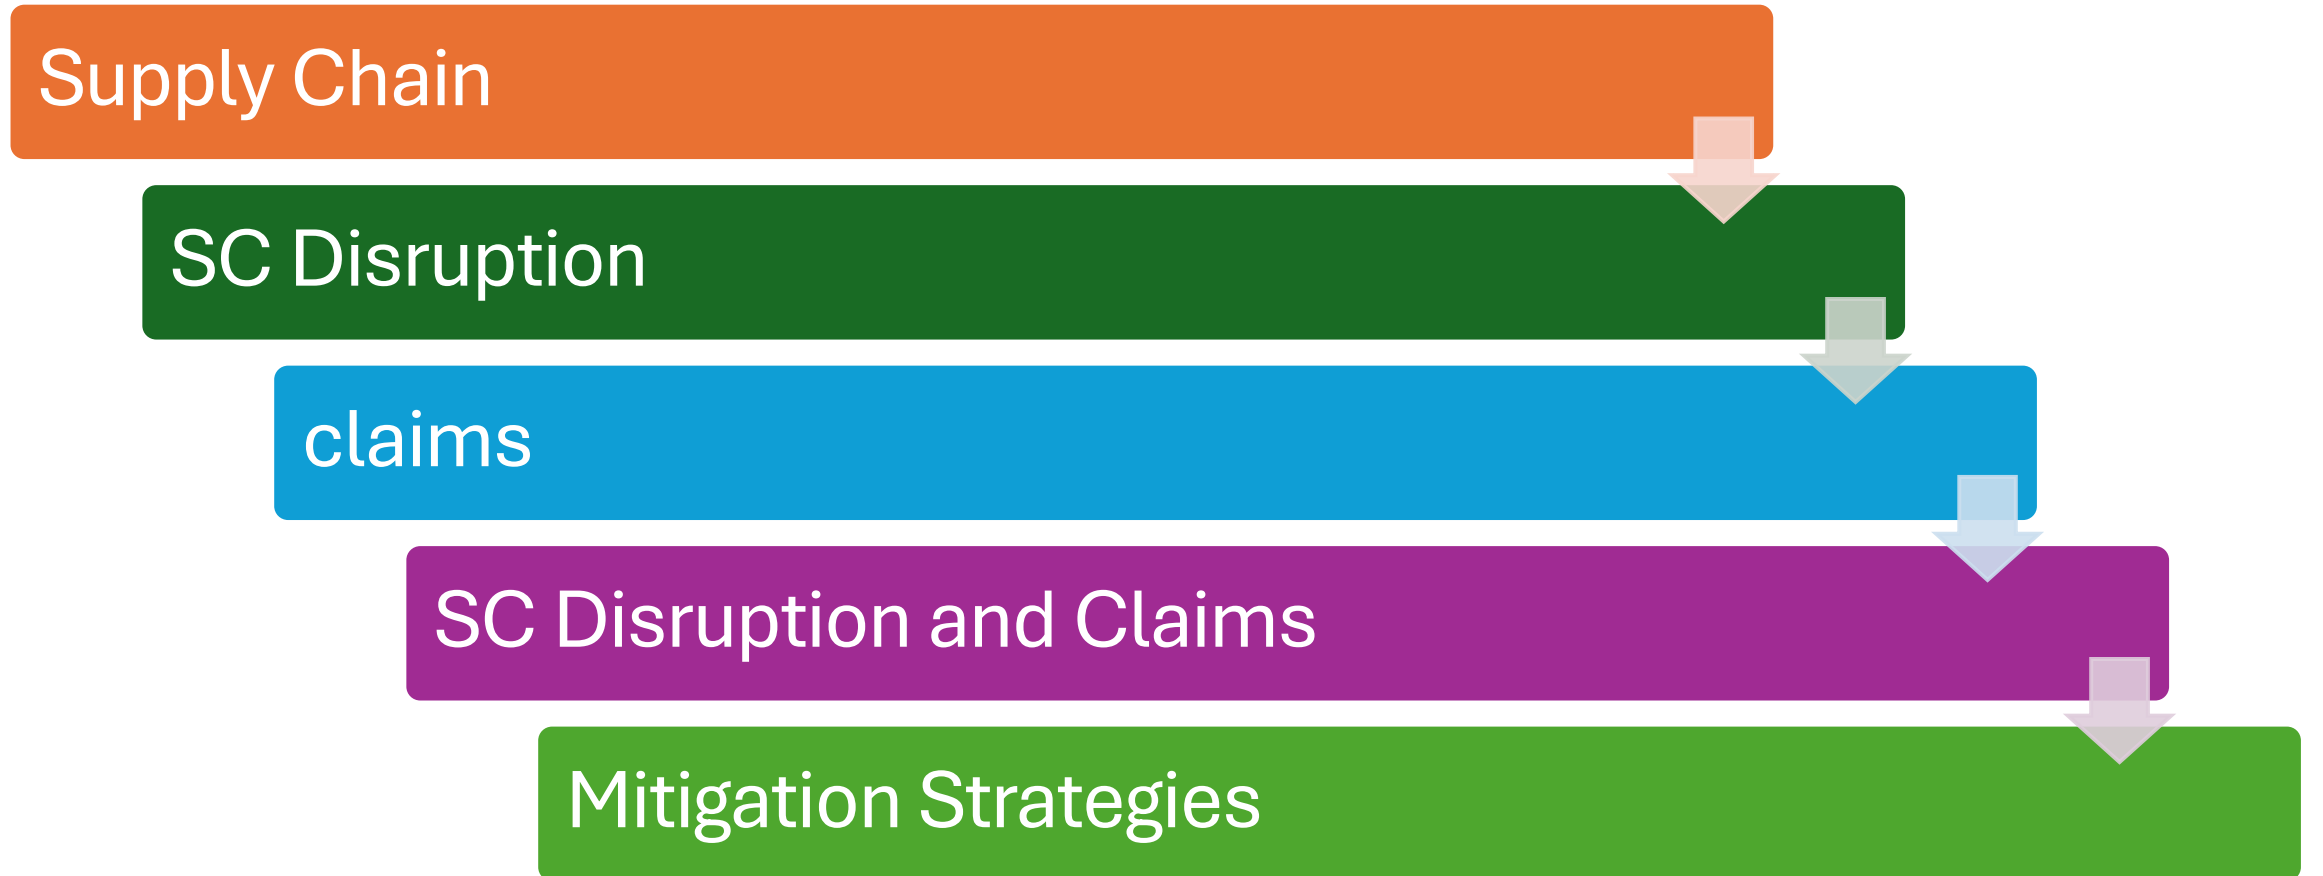 Supply Chain
SC Disruption
claims
SC Disruption and Claims
Mitigation Strategies